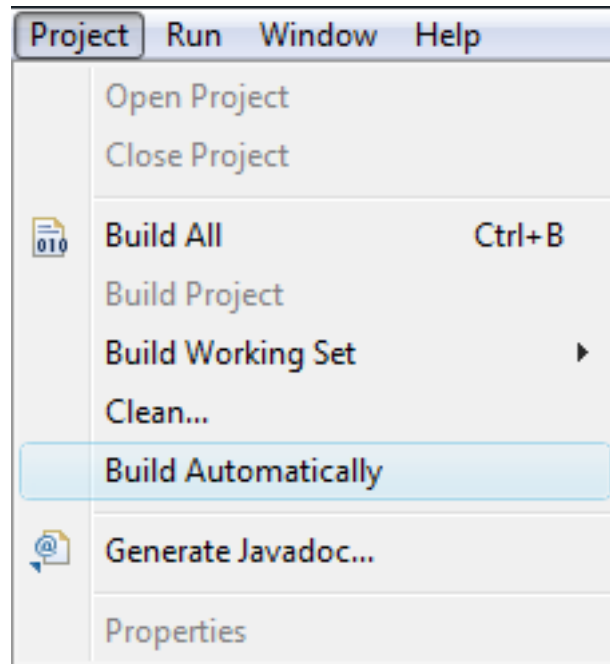 Project Run Window Help
Open Project
Close Project
010 Build All Ctrl+B
Build Project
Build Working Set
Clean...
Build Automatically
@ Generate Javadoc...
Properties